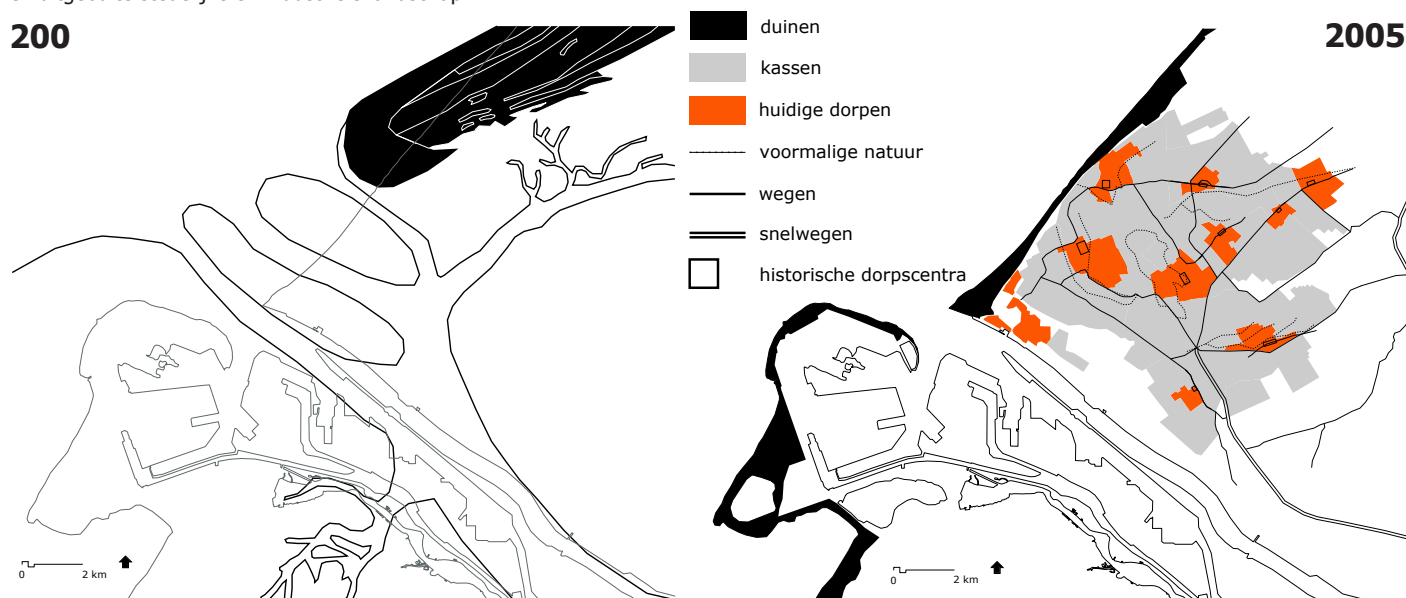 200
duinen
kassen
huidige dorpen
voormalige natuur
wegen
snelwegen
historische dorpscentra
2005
0 2 km
0 2 km